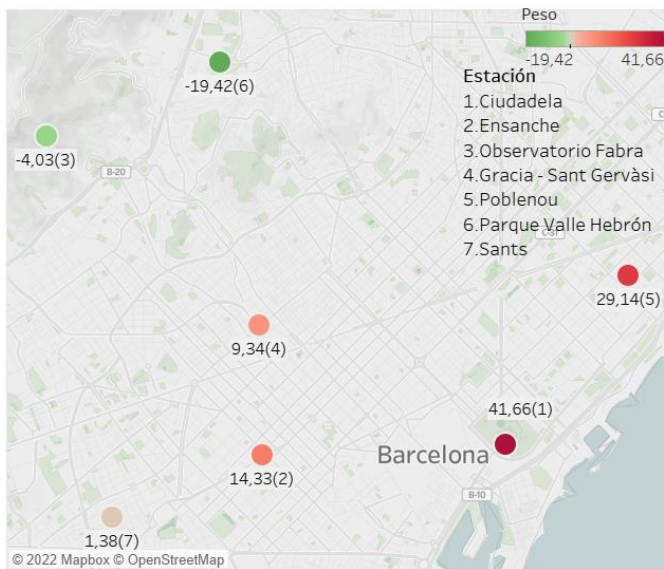 Peso
-19,42 41,66
Estación
1.Ciudadela
2.Ensanche
3.Observatorio Fabra
4.Gracia - Sant Gervàsi
5.Poblenou
6.Parque Valle Hebrón
7.Sants
-19,42(6)
-4,03(3)
B-20
C-31
29,14(5)
9,34(4)
41,66(1)
Barcelona
14,33(2)
B-10
1,38(7)
© 2022 Mapbox © OpenStreetMap